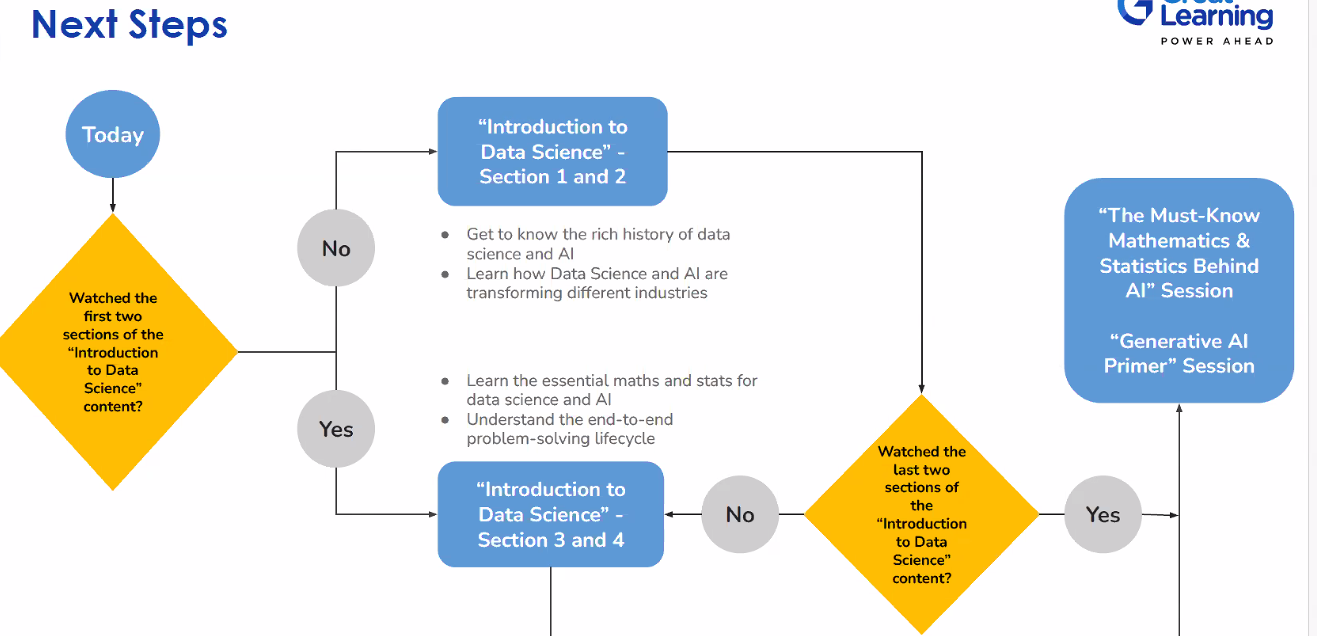 Next Steps
Great
Learning
POWER AHEAD
Today
Watched the
first two
sections of the
“Introduction
to Data
Science”
content?
No
Yes
“Introduction to
Data Science” -
Section 1 and 2
● Get to know the rich history of data
science and AI
● Learn how Data Science and AI are
transforming different industries
● Learn the essential maths and stats for
data science and AI
● Understand the end-to-end
problem-solving lifecycle
“Introduction to
Data Science” -
Section 3 and 4
No
Watched the
last two
sections of
the
“Introduction
to Data
Science”
content?
Yes
“The Must-Know
Mathematics &
Statistics Behind
AI” Session
“Generative AI
Primer” Session